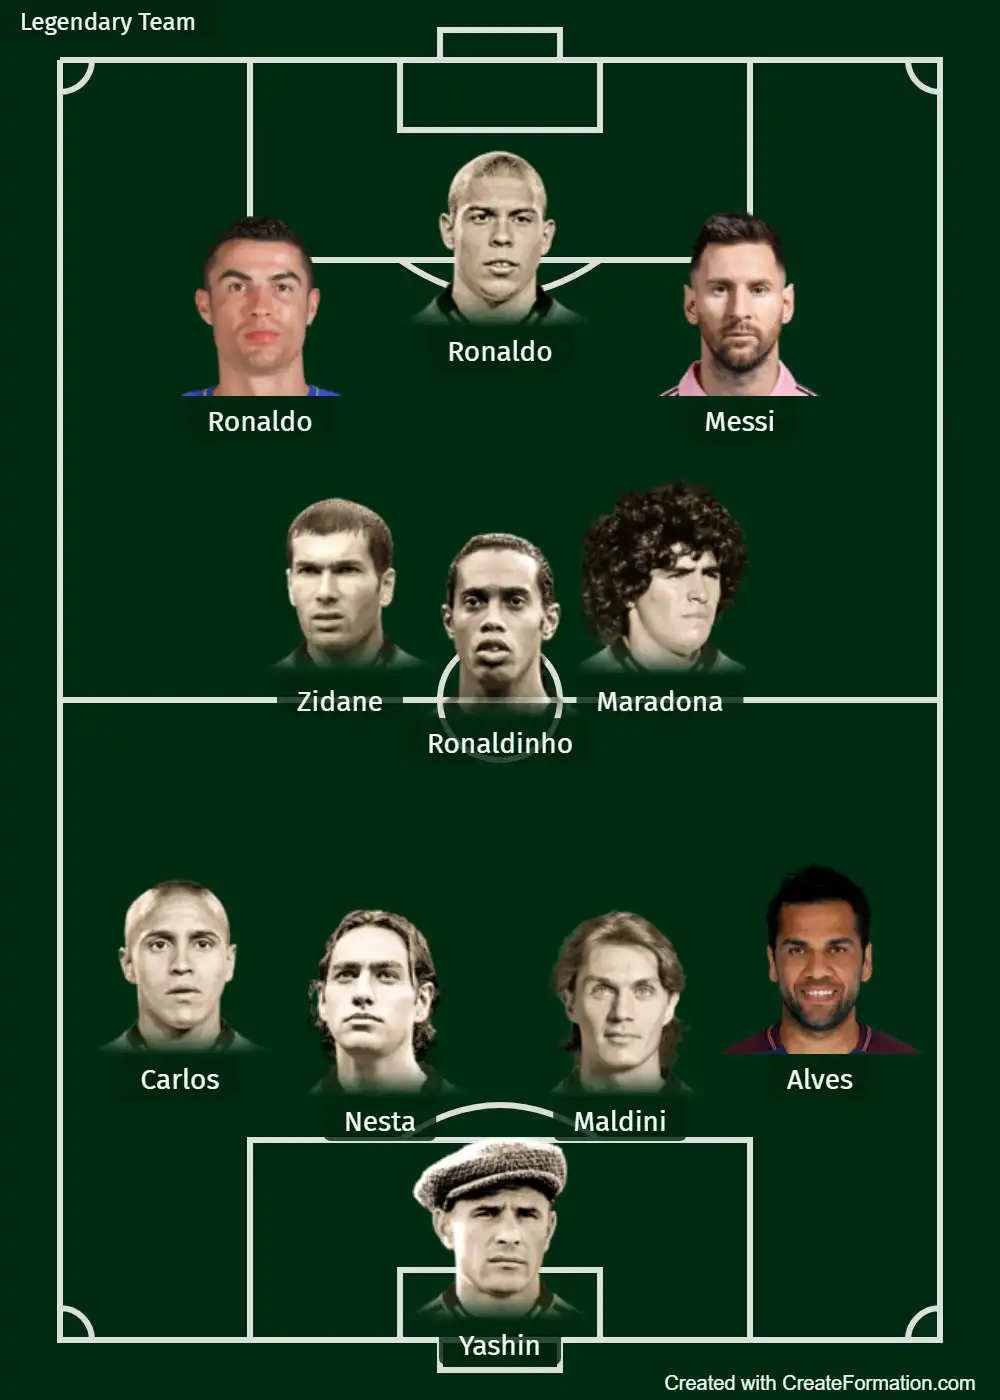 Legendary Team
Ronaldo
Ronaldo
Messi
Zidane
Maradona
Ronaldinho
Carlos
Alves
Nesta
Maldini
Yashin
Created with CreateFormation.com